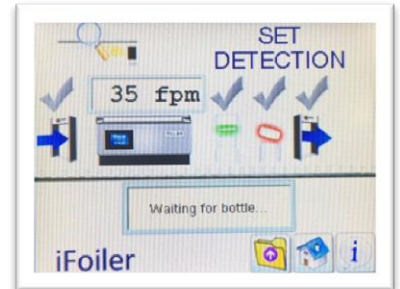 SET
DETECTION
35 fpm
Waiting for bottle...
iFoiler
i